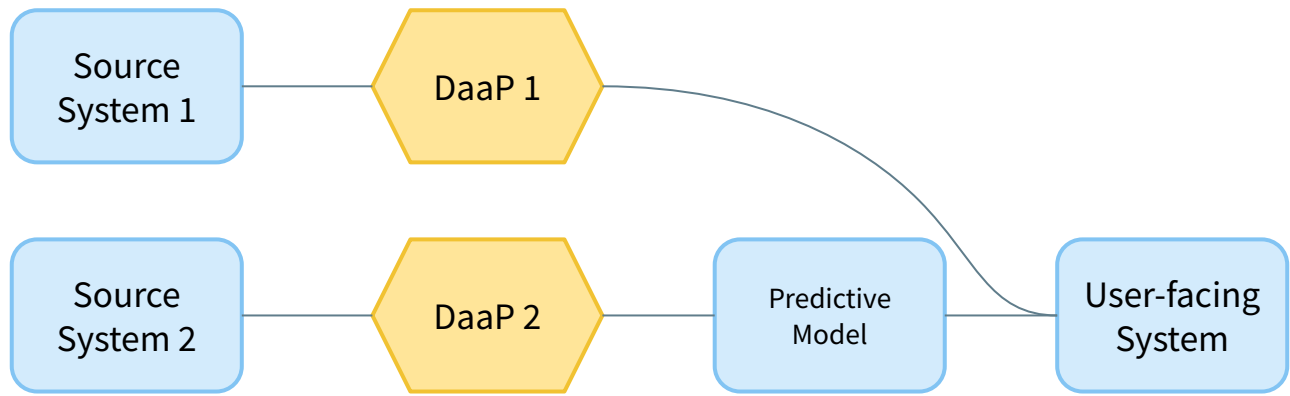 Source
System 1
DaaP 1
Source
System 2
DaaP 2
Predictive
Model
User-facing
System